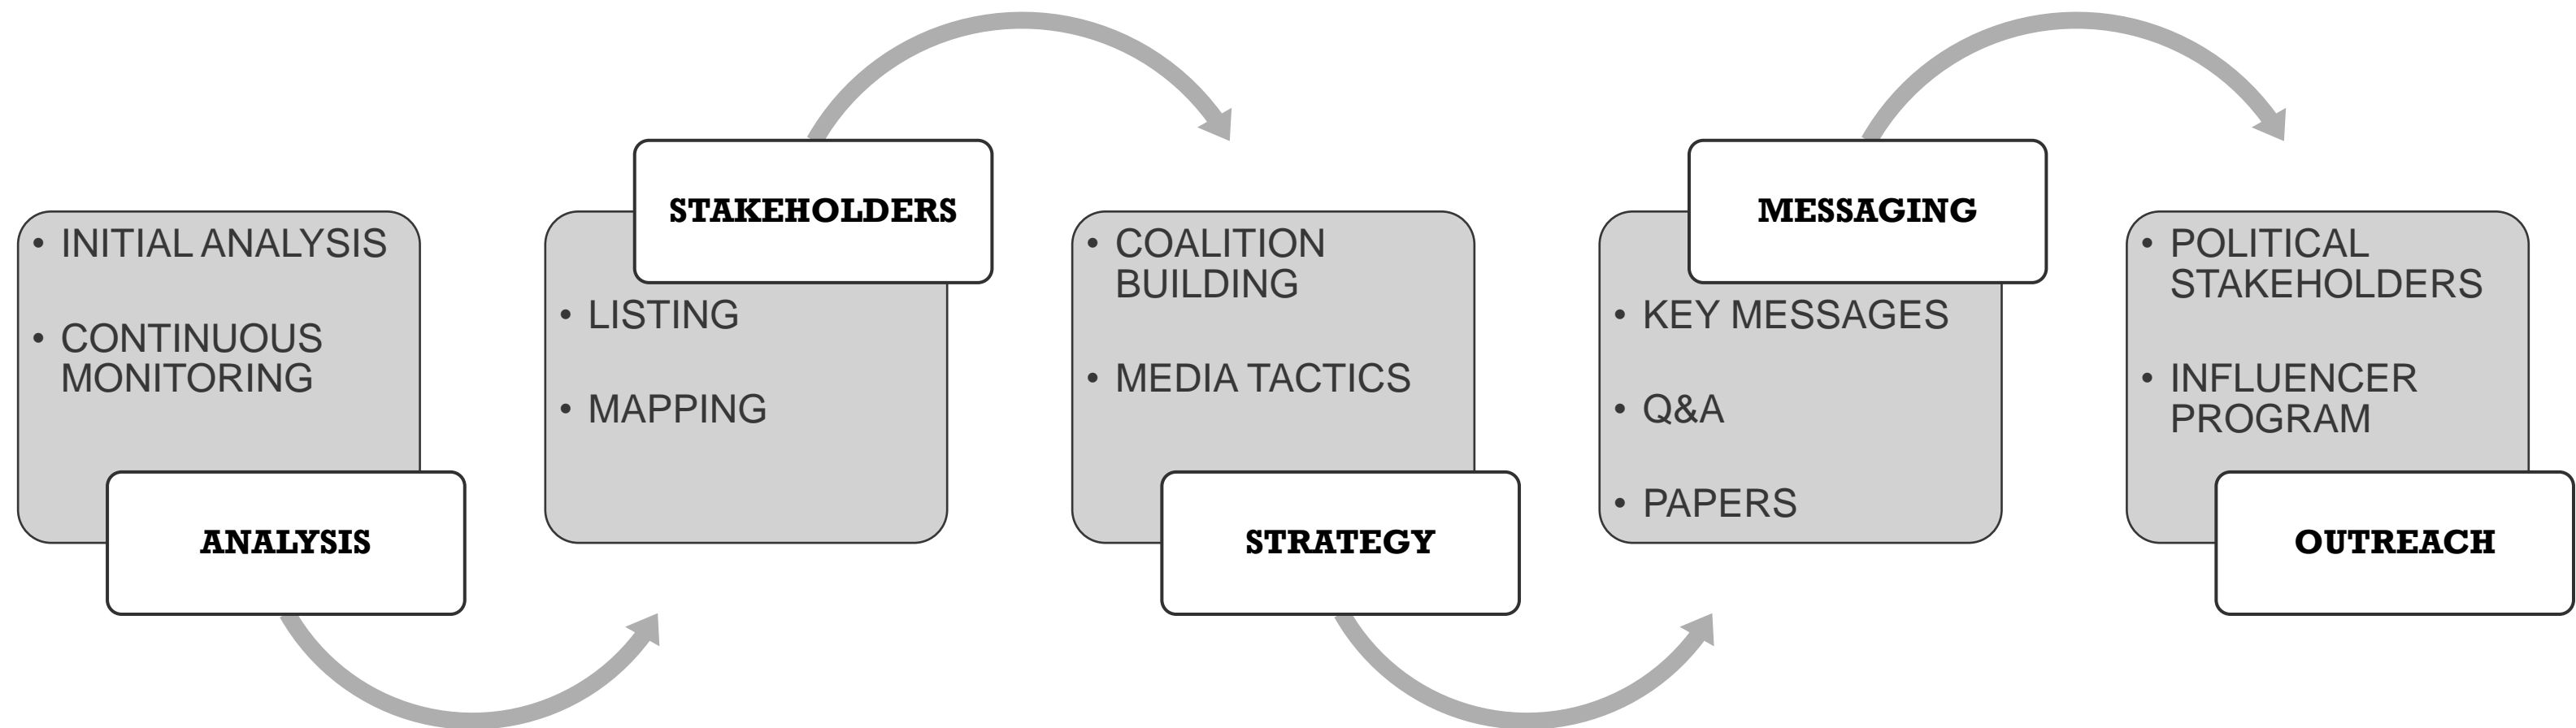 • INITIAL ANALYSIS
• CONTINUOUS
MONITORING
ANALYSIS
STAKEHOLDERS
• LISTING
• MAPPING
• COALITION
BUILDING
• MEDIA TACTICS
STRATEGY
MESSAGING
• KEY MESSAGES
• Q&A
• PAPERS
• POLITICAL
STAKEHOLDERS
• INFLUENCER
PROGRAM
OUTREACH